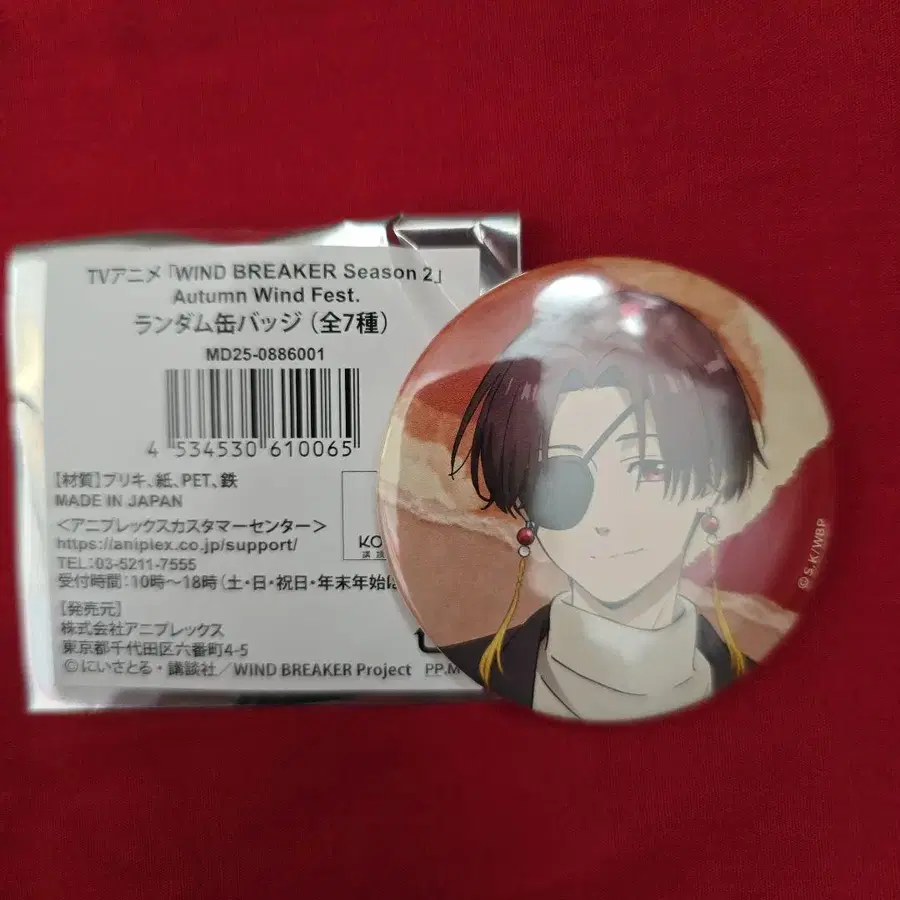 TVアニメ「WIND BREAKER Season 2」
Autumn Wind Fest.
ランダム缶バッジ（全7種）
MD25-0886001
4 534530 610065
【材質】ブリキ、紙、PET、鉄
MADE IN JAPAN
＜アニプレックスカスタマーセンター＞
https://aniplex.co.jp/support/
TEL:03-5211-7555
受付時間：10時～18時（土・日・祝日・年末年始
【発売元】
株式会社アニプレックス
東京都千代田区六番町4-5
©にいさとる・講談社／WIND BREAKER Project
KO
講談
PP.M
©S.K/WBP